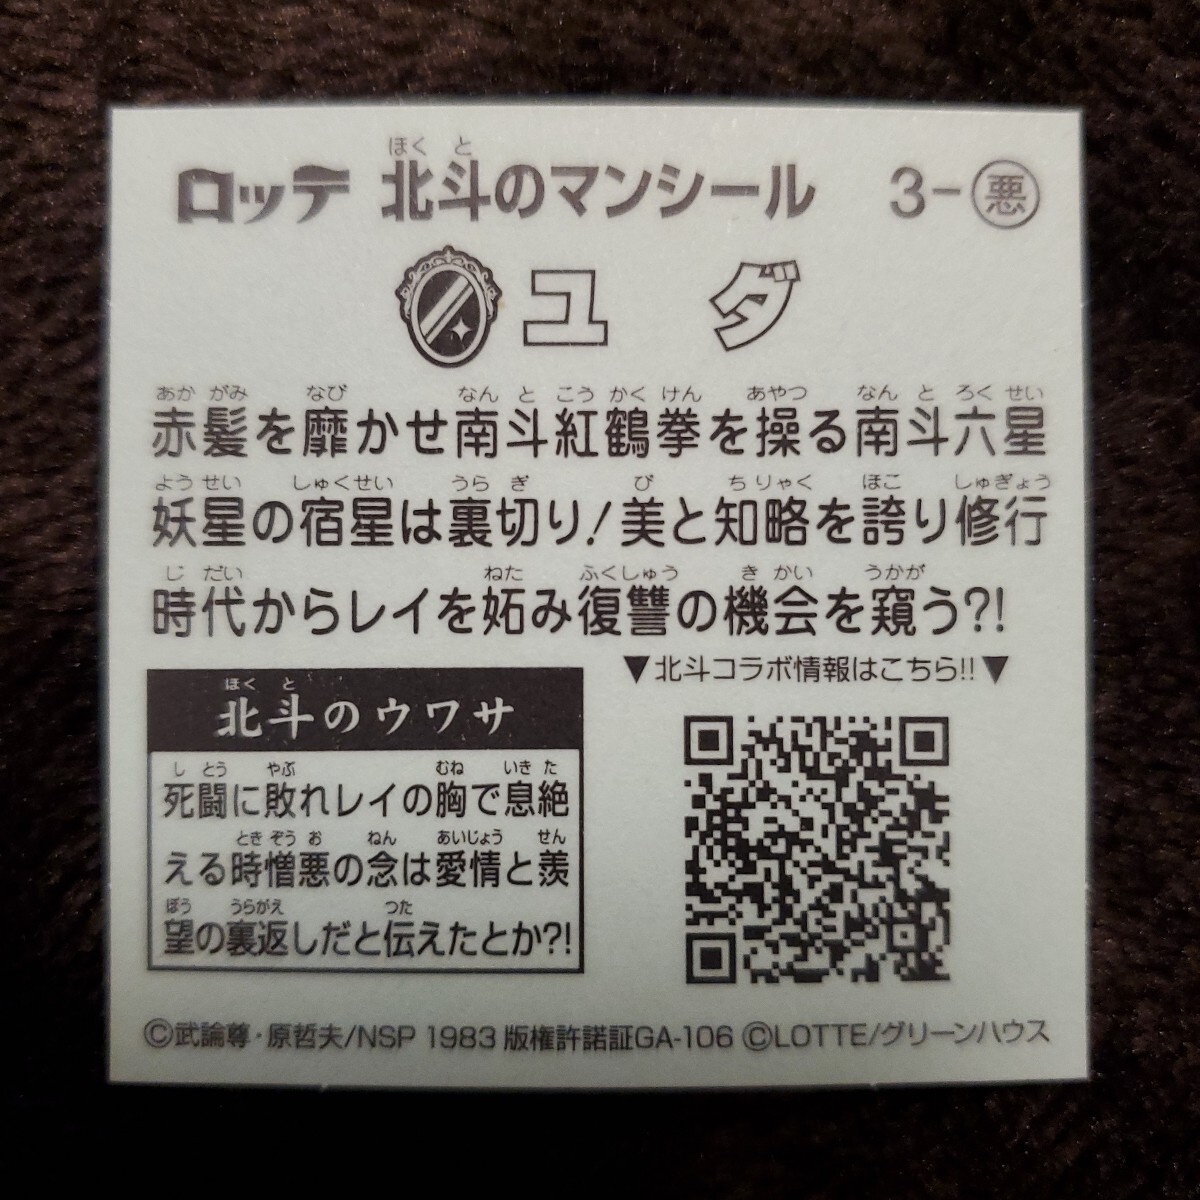 ロッテ 北斗のマンシール 3-悪
ユダ
赤髪を靡かせ南斗紅鶴拳を操る南斗六星
妖星の宿星は裏切り!美と知略を誇り修行
時代からレイを妬み復讐の機会を窺う?!
▼北斗コラボ情報はこちら!!▼
北斗のウワサ
死闘に敗れレイの胸で息絶
える時憎悪の念は愛情と羨
望の裏返しだと伝えたとか?!
©武論尊・原哲夫/NSP 1983 版権許諾証GA-106 ©LOTTE/グリーンハウス